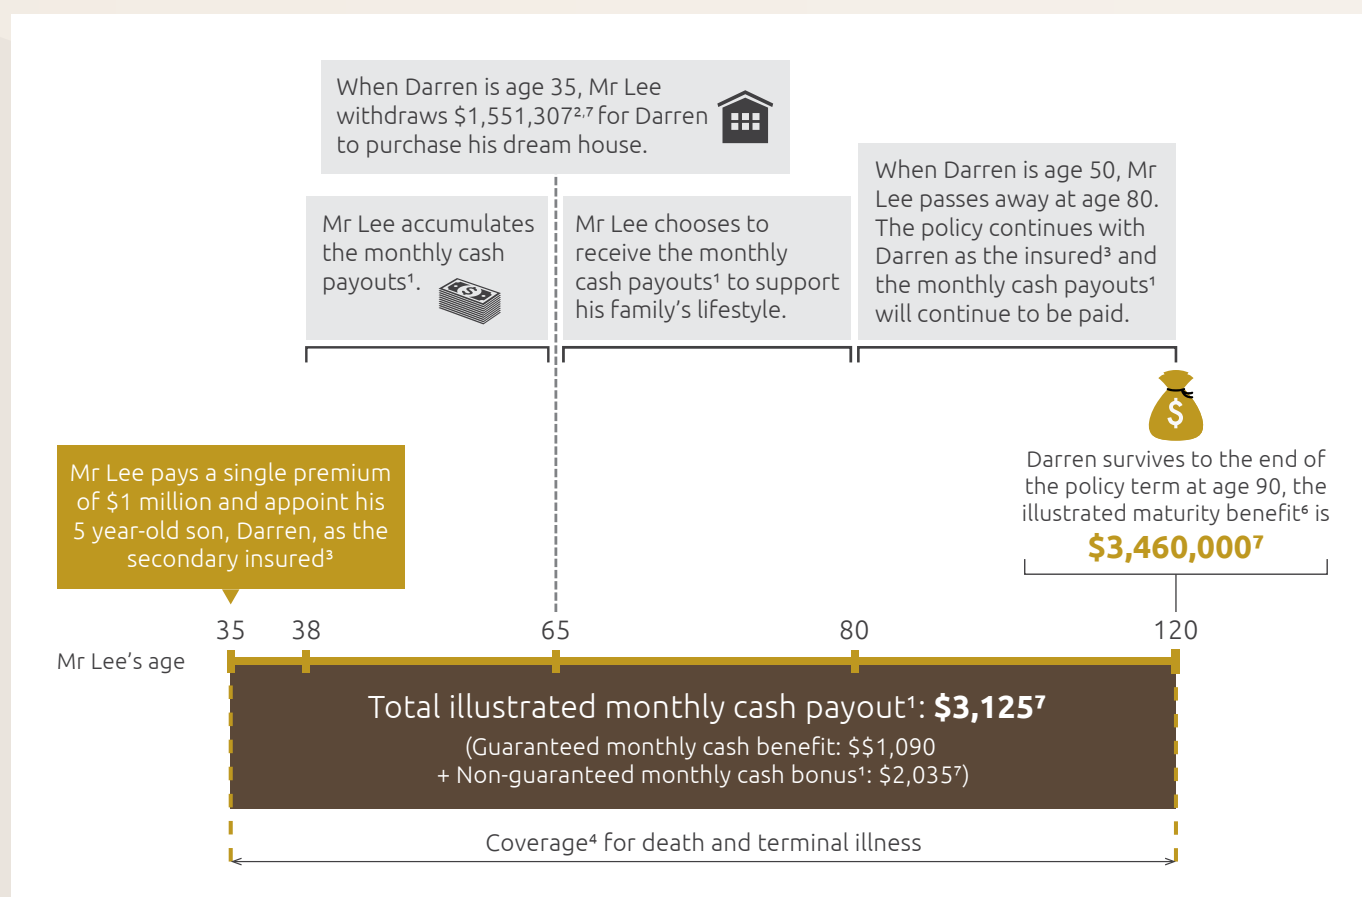 When Darren is age 35, Mr Lee
withdraws $1,551,307²,⁷ for Darren
to purchase his dream house.
Mr Lee accumulates
the monthly cash
payouts¹.
$
Mr Lee chooses to
receive the monthly
cash payouts¹ to support
his family’s lifestyle.
When Darren is age 50, Mr
Lee passes away at age 80.
The policy continues with
Darren as the insured³ and
the monthly cash payouts¹
will continue to be paid.
$
Darren survives to the end of
the policy term at age 90, the
illustrated maturity benefit⁶ is
$3,460,000⁷
Mr Lee pays a single premium
of $1 million and appoint his
5 year-old son, Darren, as the
secondary insured³
35 38 65 80 120
Mr Lee’s age
Total illustrated monthly cash payout¹: $3,125⁷
(Guaranteed monthly cash benefit: $$1,090
+ Non-guaranteed monthly cash bonus¹: $2,035⁷)
Coverage⁴ for death and terminal illness